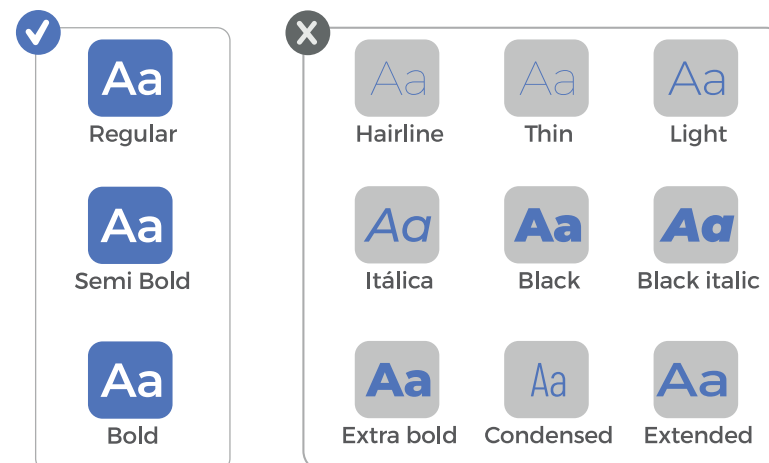 Aa
Regular
Aa
Semi Bold
Aa
Bold
Aa Aa Aa
Hairline Thin Light
Aa Aa Aa
Itálica Black Black italic
Aa Aa Aa
Extra bold Condensed Extended